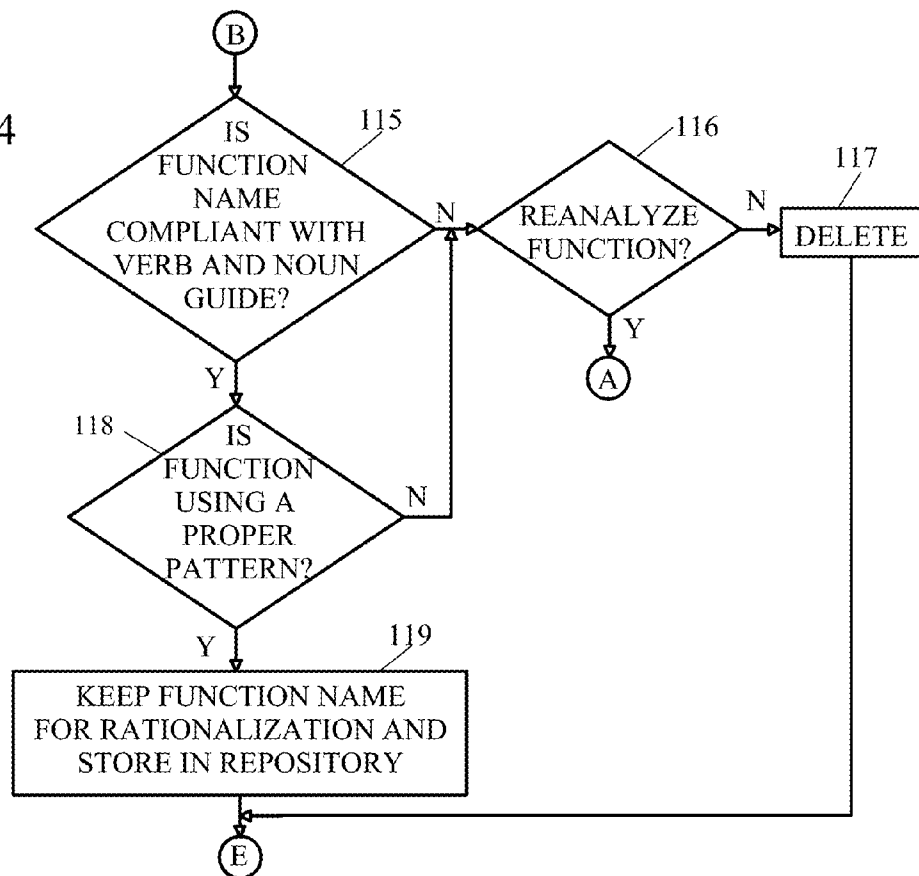 B
4
IS
FUNCTION
NAME
COMPLIANT WITH
VERB AND NOUN
GUIDE?
115
N
REANALYZE
FUNCTION?
116
N
117
DELETE
Y
A
Y
118
IS
FUNCTION
USING A
PROPER
PATTERN?
N
Y
119
KEEP FUNCTION NAME
FOR RATIONALIZATION AND
STORE IN REPOSITORY
E